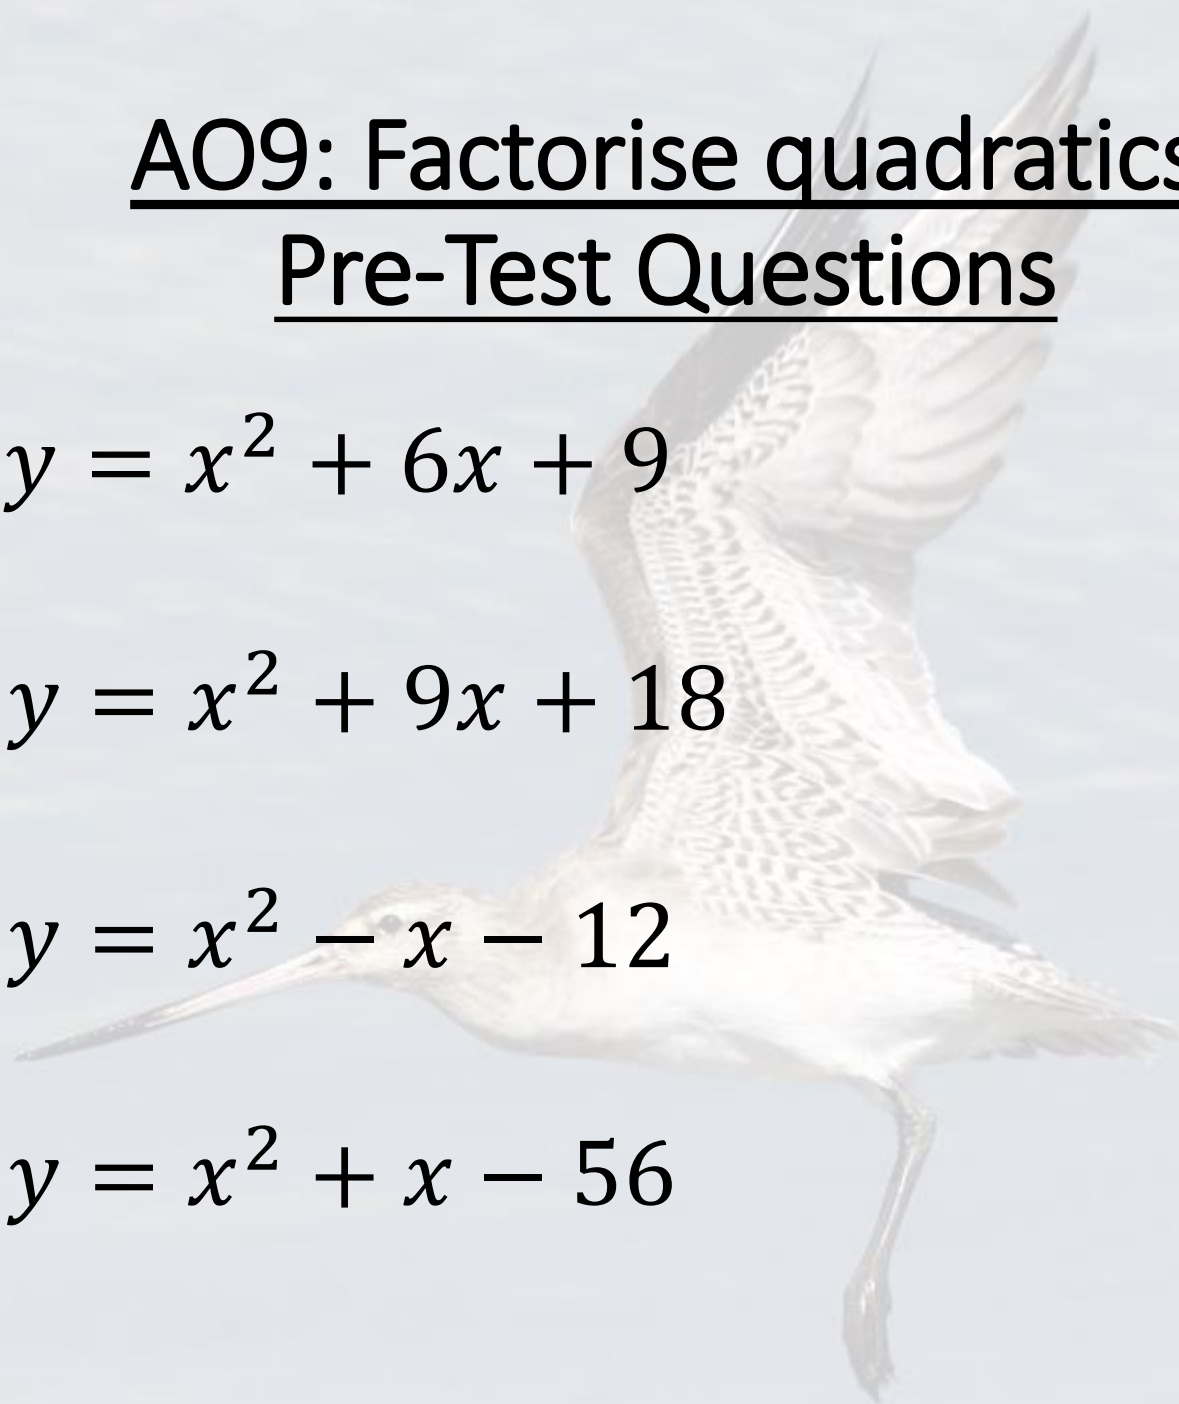 AO9: Factorise quadratics
Pre-Test Questions
y = x² + 6x + 9
y = x² + 9x + 18
y = x² − x − 12
y = x² + x − 56